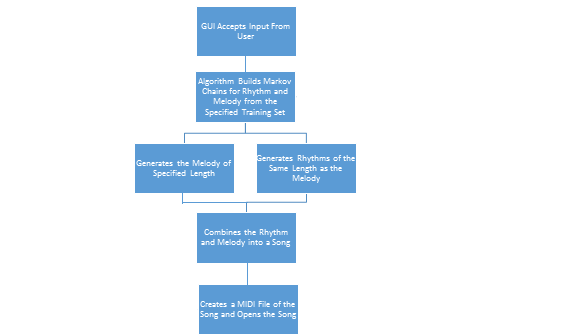 GUI Accepts Input From
User
Algorithm Builds Markov
Chains for Rhythm and
Melody from the
Specified Training Set
Generates the Melody of
Specified Length
Generates Rhythms of the
Same Length as the
Melody
Combines the Rhythm
and Melody into a Song
Creates a MIDI File of the
Song and Opens the Song